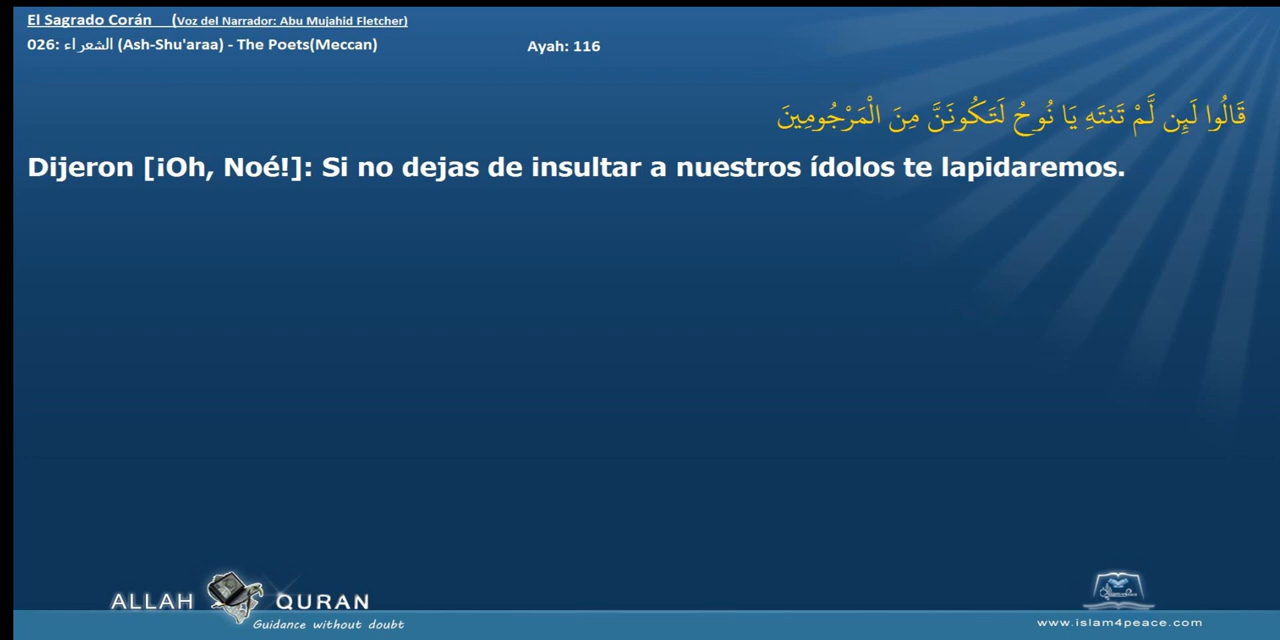 El Sagrado Corán (Voz del Narrador: Abu Mujahid Fletcher)
026: الشعراء (Ash-Shu'araa) - The Poets(Meccan) Ayah: 116
قَالُوا لَئِن لَّمْ تَنتَهِ يَا نُوحُ لَتَكُونَنَّ مِنَ الْمَرْجُومِينَ
Dijeron [¡Oh, Noé!]: Si no dejas de insultar a nuestros ídolos te lapidaremos.
ALLAH QURAN
Guidance without doubt
www.islam4peace.com